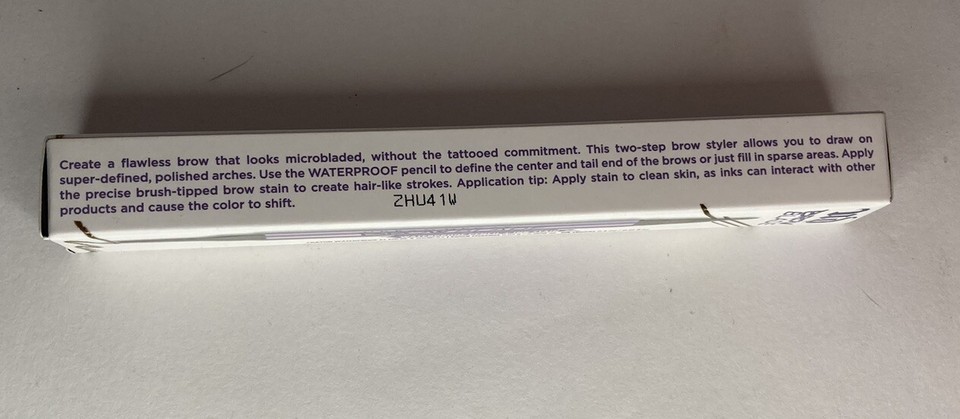 Create a flawless brow that looks microbladed, without the tattooed commitment. This two-step brow styler allows you to draw on
super-defined, polished arches. Use the WATERPROOF pencil to define the center and tail end of the brows or just fill in sparse areas. Apply
the precise brush-tipped brow stain to create hair-like strokes. Application tip: Apply stain to clean skin, as inks can interact with other
products and cause the color to shift.
ZHU41W